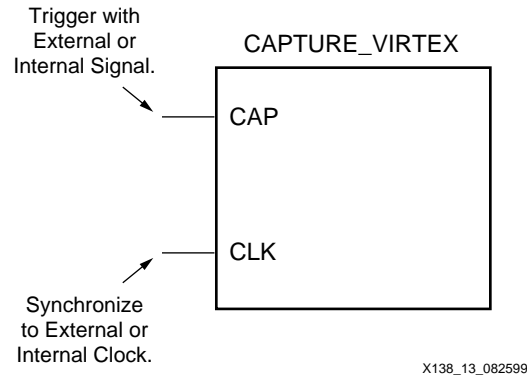 Trigger with
External or
Internal Signal.
CAPTURE_VIRTEX
CAP
CLK
Synchronize
to External or
Internal Clock.
X138_13_082599